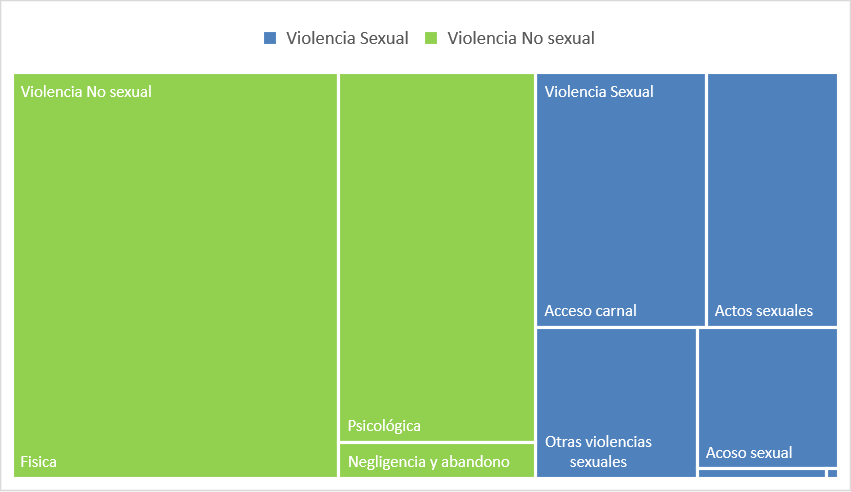 Violencia Sexual
Violencia No sexual
Violencia No sexual
Fisica
Psicológica
Negligencia y abandono
Violencia Sexual
Acceso carnal
Actos sexuales
Otras violencias
sexuales
Acoso sexual